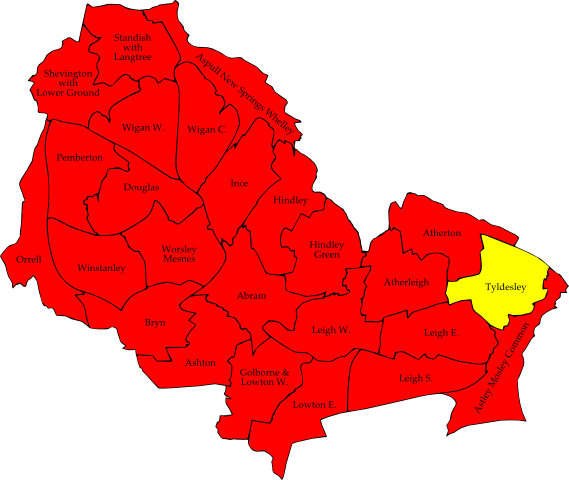 Standish
with
Langtree
Aspull New Springs Whelley
Shevington
with
Lower Ground
Wigan W.
Wigan C.
Pemberton
Douglas
Ince
Hindley
Atherton
Hindley
Green
Worsley
Mesnes
Orrell
Winstanley
Atherleigh
Tyldesley
Abram
Bryn
Leigh W.
Leigh E.
Astley Mosley Common
Ashton
Golborne &
Lowton W.
Leigh S.
Lowton E.